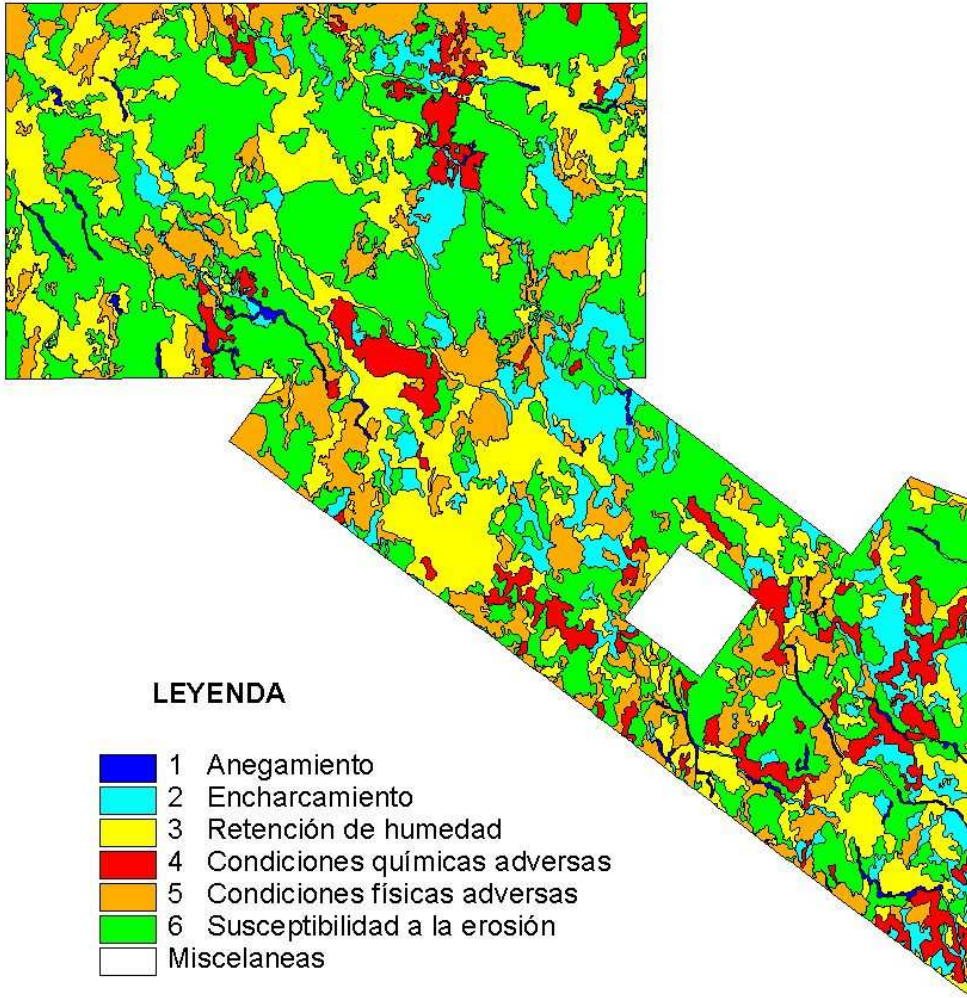 LEYENDA
1 Anegamiento
2 Encharcamiento
3 Retención de humedad
4 Condiciones químicas adversas
5 Condiciones físicas adversas
6 Susceptibilidad a la erosión
Miscelaneas